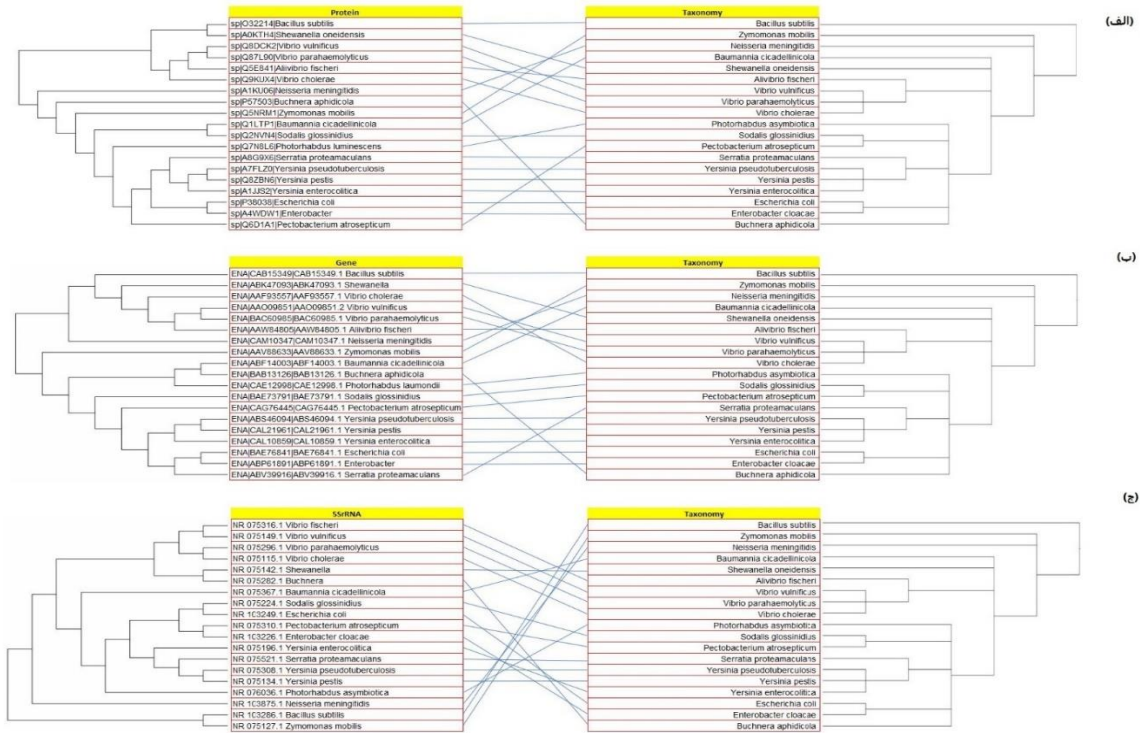 Protein Taxonomy
(الف)
sp|O32214|Bacillus subtilis Bacillus subtilis
sp|A0KTH4|Shewanella oneidensis Zymomonas mobilis
sp|Q8DCK2|Vibrio vulnificus Neisseria meningitidis
sp|Q87L90|Vibrio parahaemolyticus Baumannia cicadellinicola
sp|Q5E841|Aliivibrio fischeri Shewanella oneidensis
sp|Q9KUX4|Vibrio cholerae Alivibrio fischeri
sp|A1KU06|Neisseria meningitidis Vibrio vulnificus
sp|P57503|Buchnera aphidicola Vibrio parahaemolyticus
sp|Q5NRM1|Zymomonas mobilis Vibrio cholerae
sp|Q1LTP1|Baumannia cicadellinicola Photorhabdus asymbiotica
sp|Q2NVN4|Sodalis glossinidius Sodalis glossinidius
sp|Q7N8L6|Photorhabdus luminescens Pectobacterium atrosepticum
sp|A8G9X6|Serratia proteamaculans Serratia proteamaculans
sp|A7FLZ0|Yersinia pseudotuberculosis Yersinia pseudotuberculosis
sp|Q8ZBN6|Yersinia pestis Yersinia pestis
sp|A1JJS2|Yersinia enterocolitica Yersinia enterocolitica
sp|P38038|Escherichia coli Escherichia coli
sp|A4WDW1|Enterobacter Enterobacter cloacae
sp|Q6D1A1|Pectobacterium atrosepticum Buchnera aphidicola
(ب)
Gene Taxonomy
ENA|CAB15349|CAB15349.1 Bacillus subtilis Bacillus subtilis
ENA|ABK47093|ABK47093.1 Shewanella Zymomonas mobilis
ENA|AAF93557|AAF93557.1 Vibrio cholerae Neisseria meningitidis
ENA|AAO09851|AAO09851.2 Vibrio vulnificus Baumannia cicadellinicola
ENA|BAC60985|BAC60985.1 Vibrio parahaemolyticus Shewanella oneidensis
ENA|AAW84805|AAW84805.1 Aliivibrio fischeri Alivibrio fischeri
ENA|CAM10347|CAM10347.1 Neisseria meningitidis Vibrio vulnificus
ENA|AAV88633|AAV88633.1 Zymomonas mobilis Vibrio parahaemolyticus
ENA|ABF14003|ABF14003.1 Baumannia cicadellinicola Vibrio cholerae
ENA|BAB13126|BAB13126.1 Buchnera aphidicola Photorhabdus asymbiotica
ENA|CAE12998|CAE12998.1 Photorhabdus laumondii Sodalis glossinidius
ENA|BAE73791|BAE73791.1 Sodalis glossinidius Pectobacterium atrosepticum
ENA|CAG76445|CAG76445.1 Pectobacterium atrosepticum Serratia proteamaculans
ENA|ABS46094|ABS46094.1 Yersinia pseudotuberculosis Yersinia pseudotuberculosis
ENA|CAL21961|CAL21961.1 Yersinia pestis Yersinia pestis
ENA|CAL10859|CAL10859.1 Yersinia enterocolitica Yersinia enterocolitica
ENA|BAE76841|BAE76841.1 Escherichia coli Escherichia coli
ENA|ABP61891|ABP61891.1 Enterobacter Enterobacter cloacae
ENA|ABV39916|ABV39916.1 Serratia proteamaculans Buchnera aphidicola
(ج)
SSrRNA Taxonomy
NR 075316.1 Vibrio fischeri Bacillus subtilis
NR 075149.1 Vibrio vulnificus Zymomonas mobilis
NR 075296.1 Vibrio parahaemolyticus Neisseria meningitidis
NR 075115.1 Vibrio cholerae Baumannia cicadellinicola
NR 075142.1 Shewanella Shewanella oneidensis
NR 075282.1 Buchnera Alivibrio fischeri
NR 075367.1 Baumannia cicadellinicola Vibrio vulnificus
NR 075224.1 Sodalis glossinidius Vibrio parahaemolyticus
NR 103249.1 Escherichia coli Vibrio cholerae
NR 075310.1 Pectobacterium atrosepticum Photorhabdus asymbiotica
NR 103226.1 Enterobacter cloacae Sodalis glossinidius
NR 075196.1 Yersinia enterocolitica Pectobacterium atrosepticum
NR 075521.1 Serratia proteamaculans Serratia proteamaculans
NR 075308.1 Yersinia pseudotuberculosis Yersinia pseudotuberculosis
NR 075134.1 Yersinia pestis Yersinia pestis
NR 076036.1 Photorhabdus asymbiotica Yersinia enterocolitica
NR 103875.1 Neisseria meningitidis Escherichia coli
NR 103286.1 Bacillus subtilis Enterobacter cloacae
NR 075127.1 Zymomonas mobilis Buchnera aphidicola